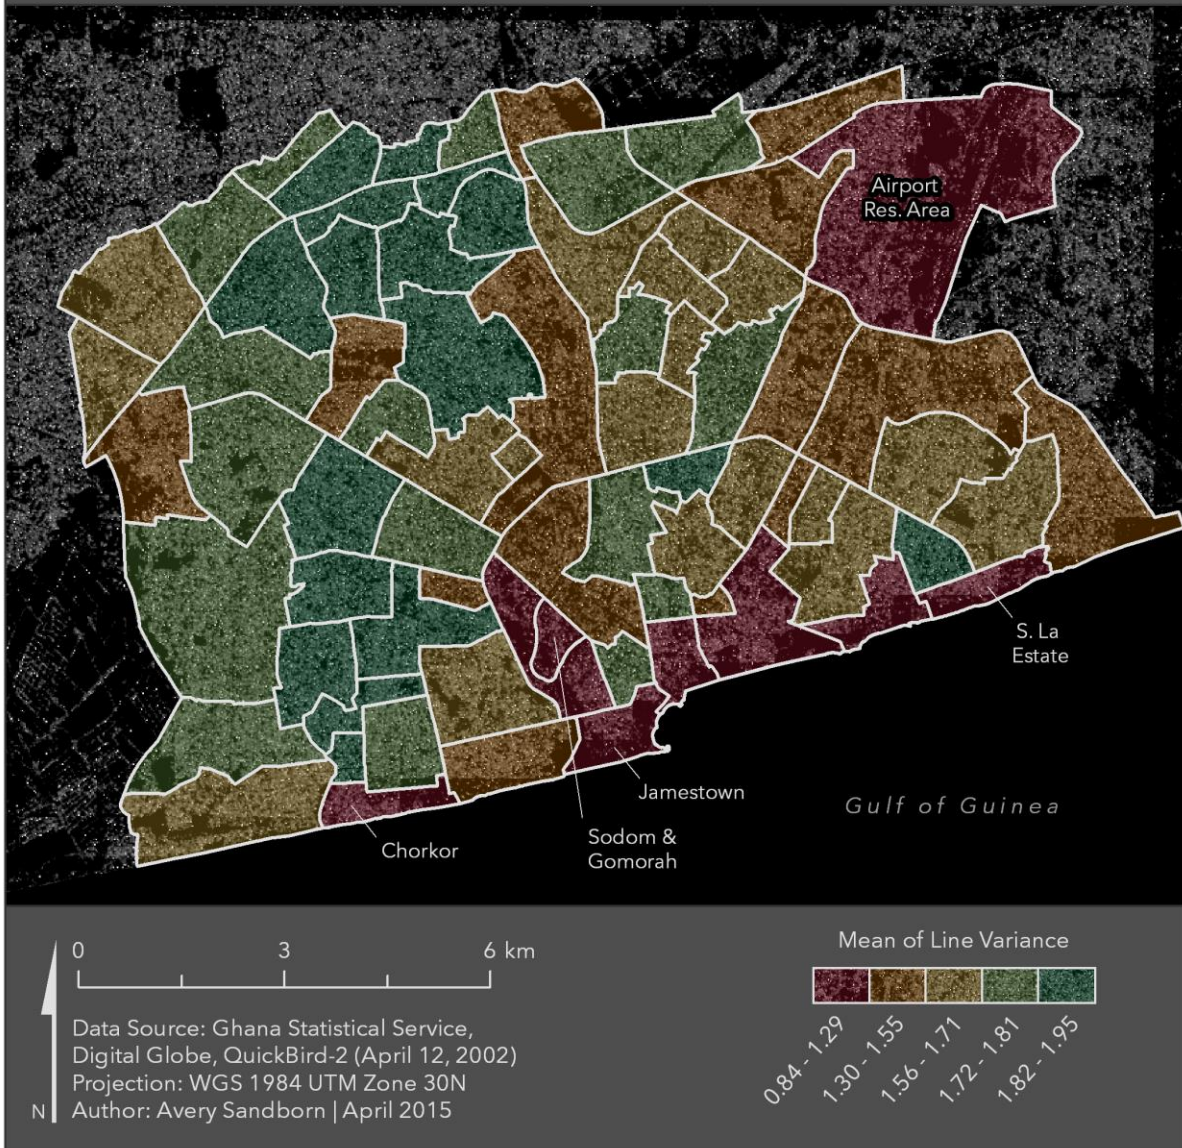 Airport
Res. Area
S. La
Estate
Jamestown
Gulf of Guinea
Sodom &
Gomorah
Chorkor
0 3 6 km
Mean of Line Variance
0.84 - 1.29
1.30 - 1.55
1.56 - 1.71
1.72 - 1.81
1.82 - 1.95
Data Source: Ghana Statistical Service,
Digital Globe, QuickBird-2 (April 12, 2002)
Projection: WGS 1984 UTM Zone 30N
Author: Avery Sandborn | April 2015
N